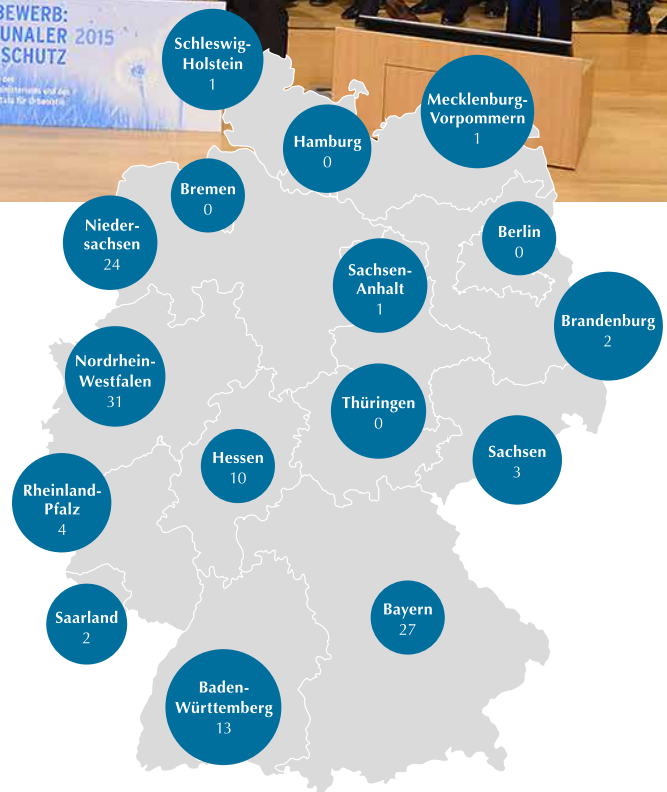 BEWERB:
UNALER 2015
SCHUTZ
Schleswig-
Holstein
1
Mecklenburg-
Vorpommern
1
Hamburg
0
Bremen
0
Nieder-
sachsen
24
Berlin
0
Sachsen-
Anhalt
1
Brandenburg
2
Nordrhein-
Westfalen
31
Thüringen
0
Hessen
10
Sachsen
3
Rheinland-
Pfalz
4
Saarland
2
Bayern
27
Baden-
Württemberg
13